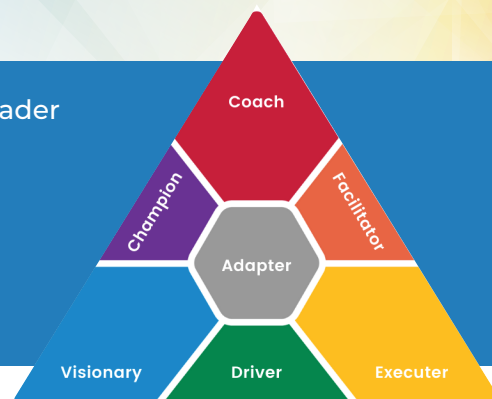 Coach
ader
Champion
Facilitator
Adapter
Visionary
Driver
Executer